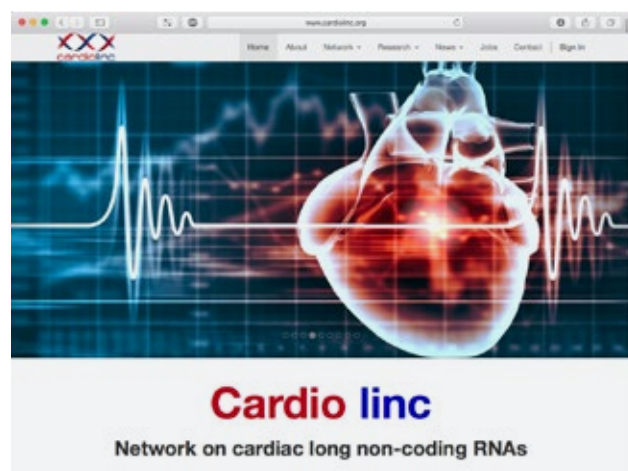 www.cardiolinc.org
cardiolinc
Home About Network Research News Jobs Contact Sign In
Cardio linc
Network on cardiac long non-coding RNAs